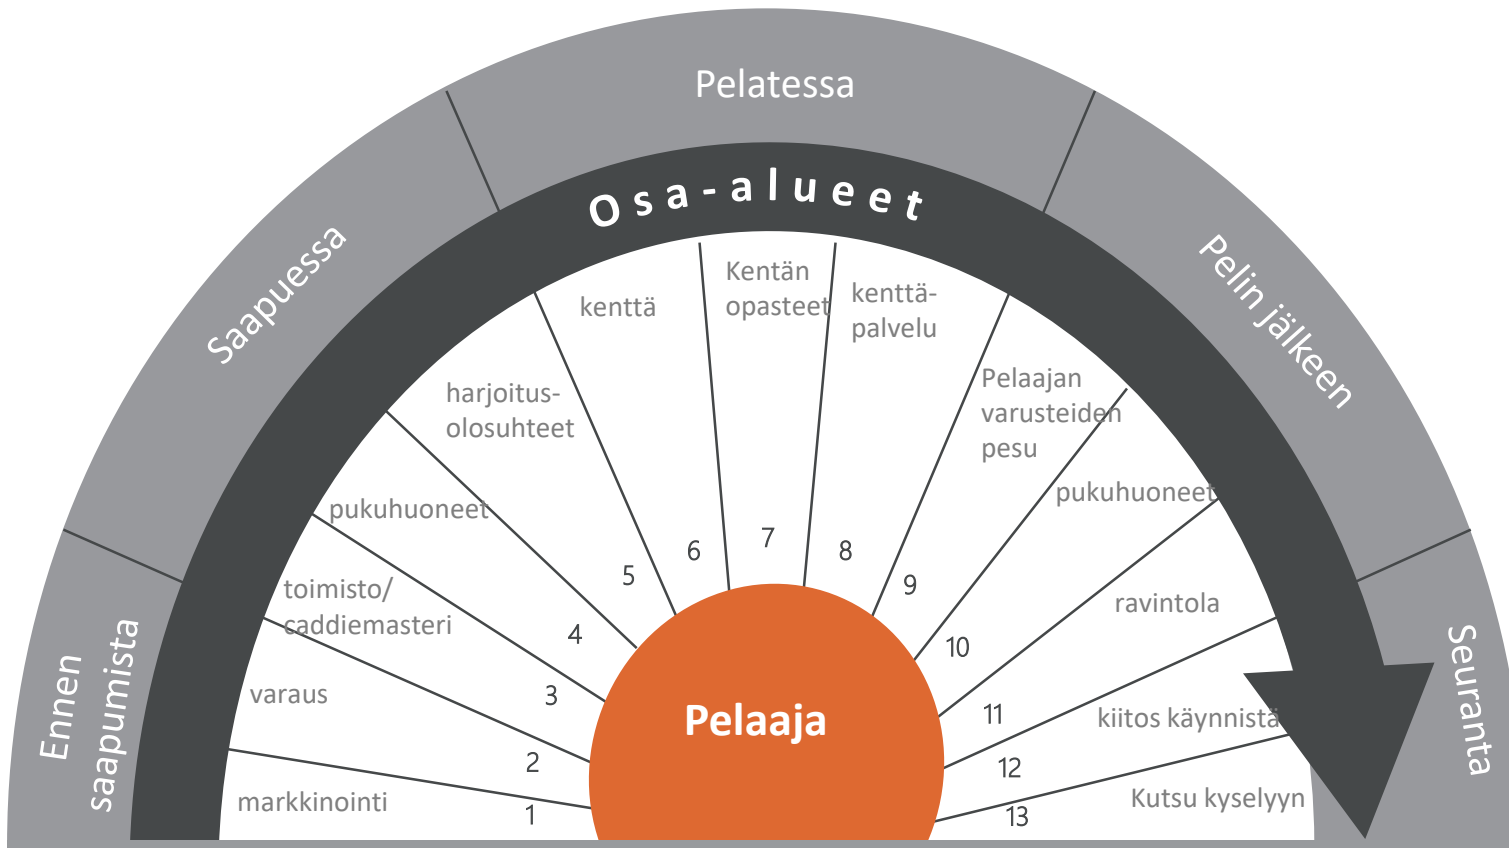 Pelatessa
Osa-alueet
Saapuessa
Pelin jälkeen
Ennen
saapumista
Seuranta
markkinointi
1
varaus
2
toimisto/
caddiemasteri
3
pukuhuoneet
4
harjoitus-
olosuhteet
5
kenttä
6
Kentän
opasteet
7
kenttä-
palvelu
8
Pelaajan
varusteiden
pesu
9
pukuhuoneet
10
ravintola
11
kiitos käynnistä
12
Kutsu kyselyyn
13
Pelaaja